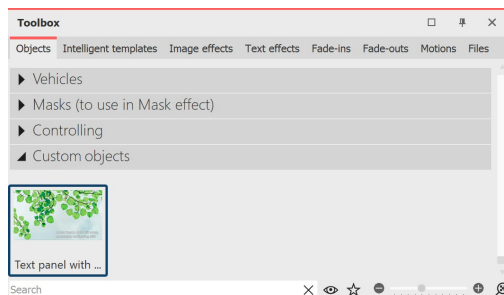 Toolbox
Objects Intelligent templates Image effects Text effects Fade-ins Fade-outs Motions Files
Vehicles
Masks (to use in Mask effect)
Controlling
Custom objects
Text panel with ...
Search